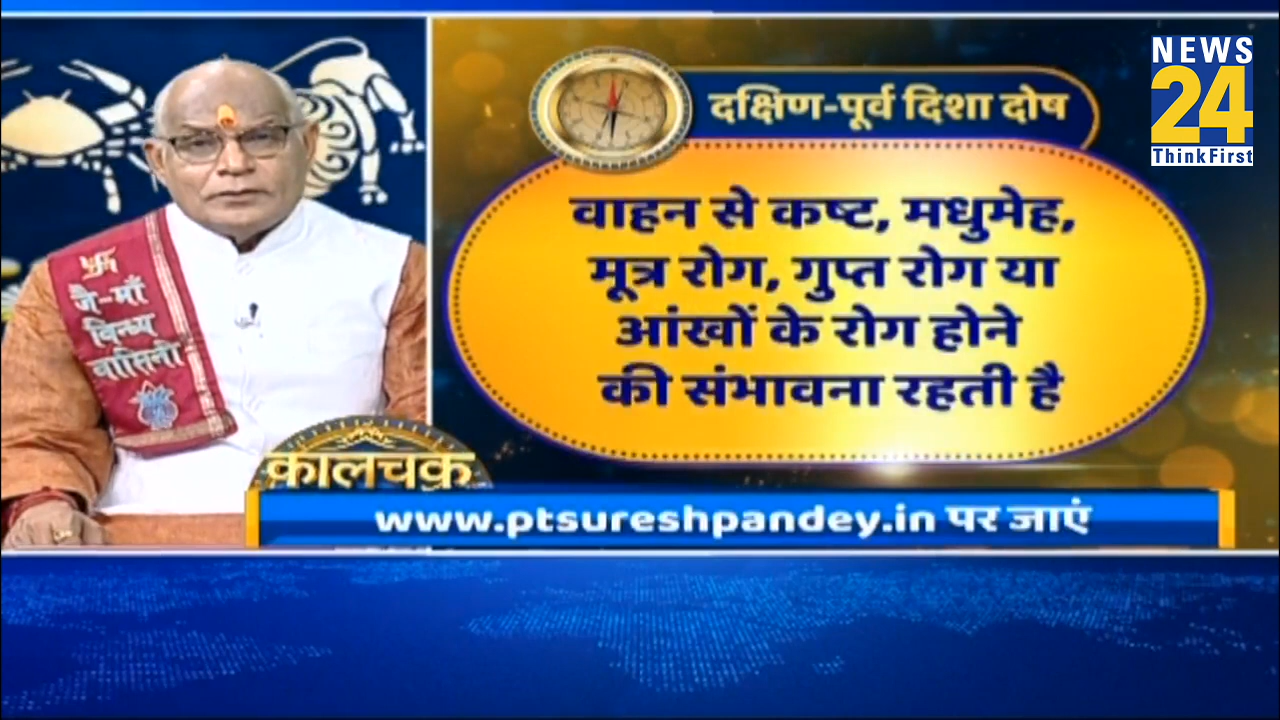 NEWS
24
ThinkFirst
दक्षिण-पूर्व दिशा दोष
वाहन से कष्ट, मधुमेह,
मूत्र रोग, गुप्त रोग या
आंखों के रोग होने
की संभावना रहती है
जै-माँ
विन्ध्य
वासिनी
कालचक्र
www.ptsureshpandey.in पर जाएं